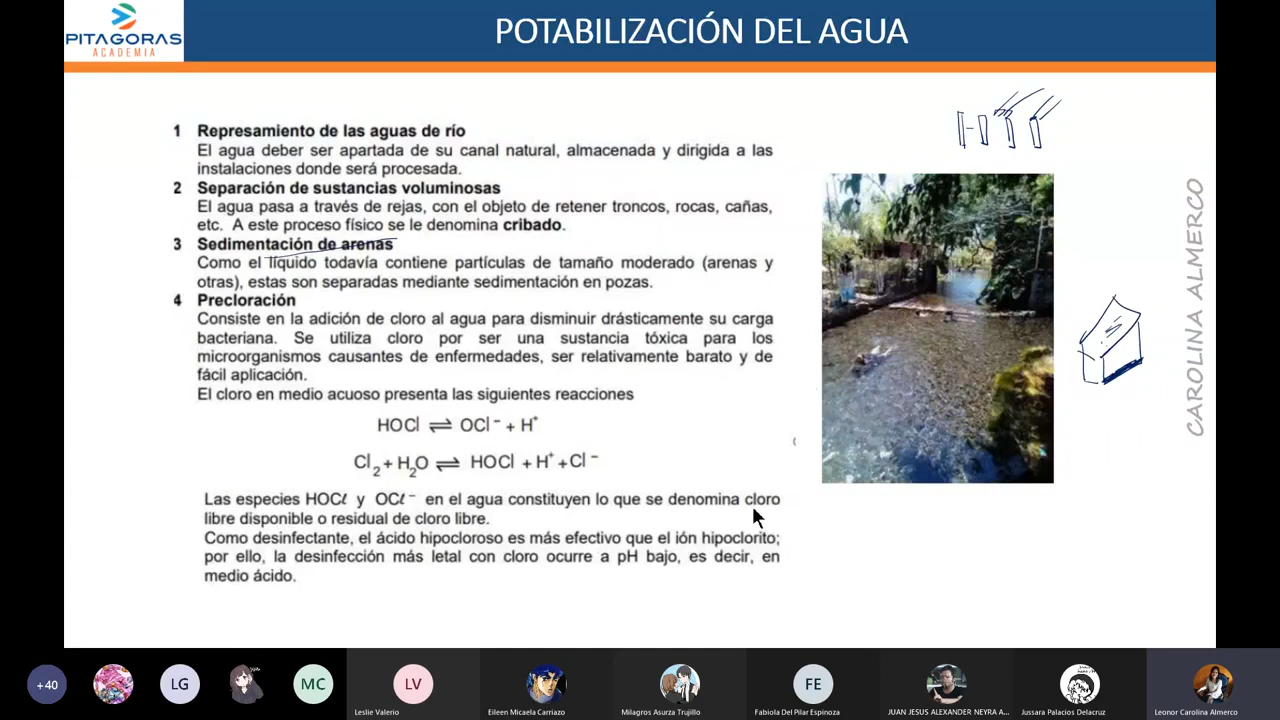 PITAGORAS
ACADEMIA
POTABILIZACIÓN DEL AGUA
1 Represamiento de las aguas de río
El agua deber ser apartada de su canal natural, almacenada y dirigida a las
instalaciones donde será procesada.
2 Separación de sustancias voluminosas
El agua pasa a través de rejas, con el objeto de retener troncos, rocas, cañas,
etc. A este proceso físico se le denomina cribado.
3 Sedimentación de arenas
Como el líquido todavía contiene partículas de tamaño moderado (arenas y
otras), estas son separadas mediante sedimentación en pozas.
4 Precloración
Consiste en la adición de cloro al agua para disminuir drásticamente su carga
bacteriana. Se utiliza cloro por ser una sustancia tóxica para los
microorganismos causantes de enfermedades, ser relativamente barato y de
fácil aplicación.
El cloro en medio acuoso presenta las siguientes reacciones
HOCl ⇌ OCl⁻ + H⁺
Cl₂ + H₂O ⇌ HOCl + H⁺ + Cl⁻
Las especies HOCℓ y OCℓ⁻ en el agua constituyen lo que se denomina cloro
libre disponible o residual de cloro libre.
Como desinfectante, el ácido hipocloroso es más efectivo que el ión hipoclorito;
por ello, la desinfección más letal con cloro ocurre a pH bajo, es decir, en
medio ácido.
CAROLINA ALMERCO
+40
LG
MC
LV
FE
Leslie Valerio
Eileen Micaela Carriazo
Milagros Asurza Trujillo
Fabiola Del Pilar Espinoza
JUAN JESUS ALEXANDER NEYRA A...
Jussara Palacios Delacruz
Leonor Carolina Almerco